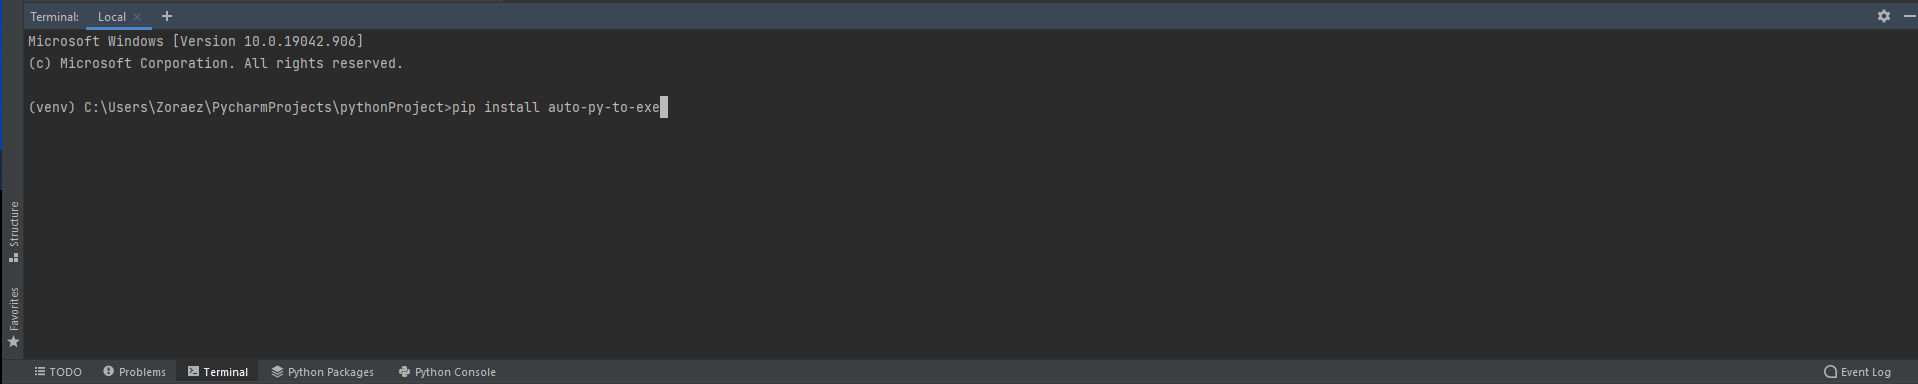 Terminal: Local × +
Microsoft Windows [Version 10.0.19042.906]
(c) Microsoft Corporation. All rights reserved.
(venv) C:\Users\Zoraez\PycharmProjects\pythonProject>pip install auto-py-to-exe
Structure
Favorites
TODO Problems Terminal Python Packages Python Console Event Log